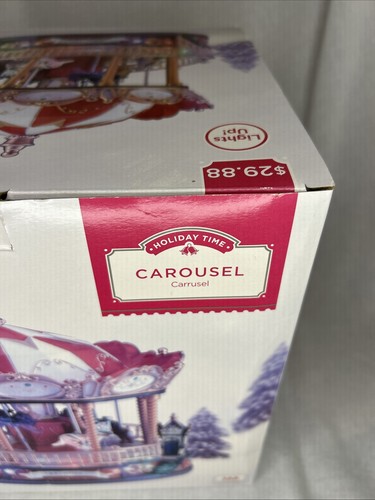 Lights
Up!
$29.88
HOLIDAY TIME
CAROUSEL
Carrusel